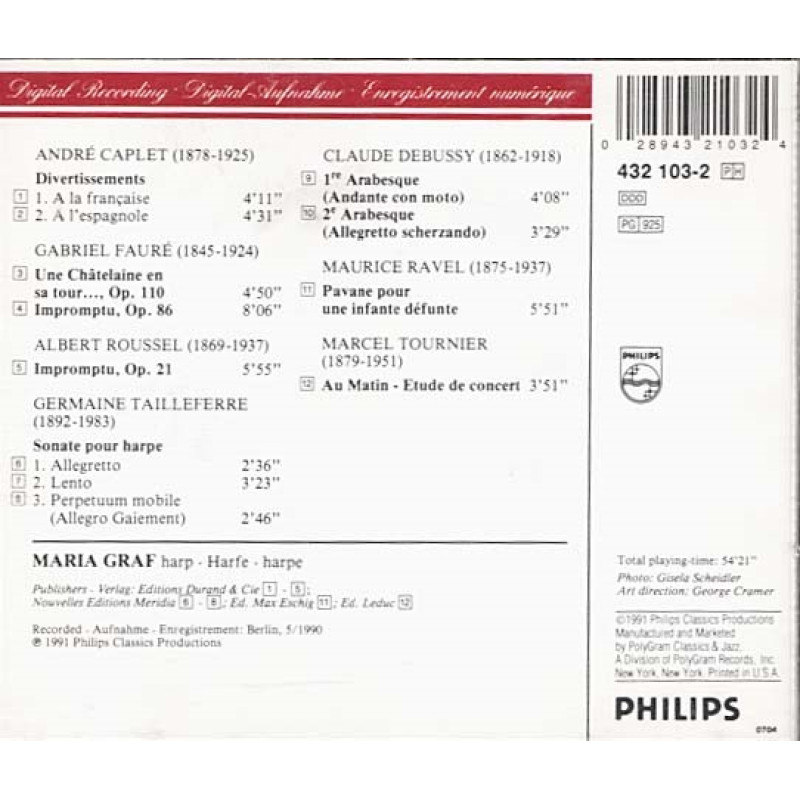 Digital Recording · Digital-Aufnahme · Enregistrement numérique
ANDRÉ CAPLET (1878-1925)
Divertissements
1 1. A la française 4'11"
2 2. A l'espagnole 4'31"
GABRIEL FAURÉ (1845-1924)
3 Une Châtelaine en
sa tour..., Op. 110 4'50"
4 Impromptu, Op. 86 8'06"
ALBERT ROUSSEL (1869-1937)
5 Impromptu, Op. 21 5'55"
GERMAINE TAILLEFERRE
(1892-1983)
Sonate pour harpe
6 1. Allegretto 2'36"
7 2. Lento 3'23"
8 3. Perpetuum mobile
(Allegro Gaiement) 2'46"
CLAUDE DEBUSSY (1862-1918)
9 1re Arabesque
(Andante con moto) 4'08"
10 2e Arabesque
(Allegretto scherzando) 3'29"
MAURICE RAVEL (1875-1937)
11 Pavane pour
une infante défunte 5'51"
MARCEL TOURNIER
(1879-1951)
12 Au Matin - Etude de concert 3'51"
MARIA GRAF harp - Harfe - harpe
Publishers - Verlag: Editions Durand & Cie 1 - 5;
Nouvelles Editions Meridia 6 - 8; Ed. Max Eschig 11; Ed. Leduc 12
Recorded - Aufnahme - Enregistrement: Berlin, 5/1990
℗ 1991 Philips Classics Productions
0 28943 21032 4
432 103-2 PH
DDD
PG 925
PHILIPS
Total playing-time: 54'21"
Photo: Gisela Scheidler
Art direction: George Cramer
©1991 Philips Classics Productions
Manufactured and Marketed
by PolyGram Classics & Jazz,
A Division of PolyGram Records, Inc.
New York, New York. Printed in U.S.A.
PHILIPS
0704